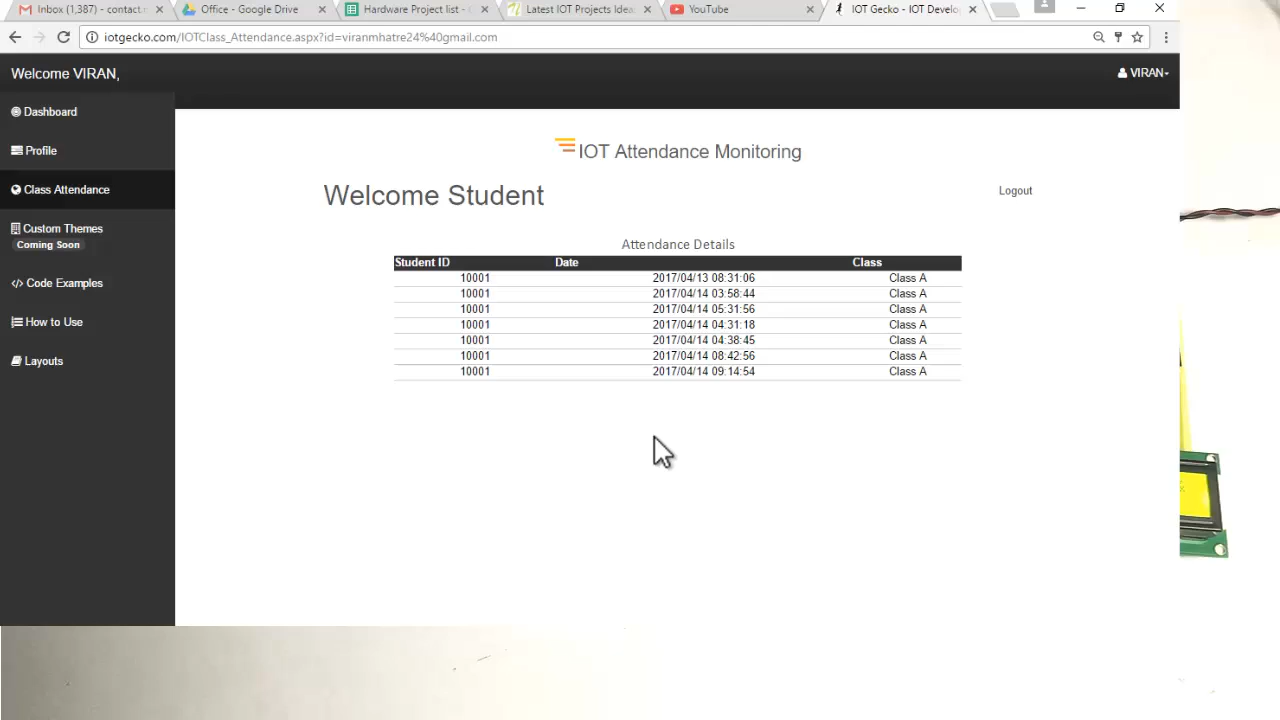 Inbox (1,387) - contact
Office - Google Drive
Hardware Project list -
Latest IOT Projects Idea
YouTube
IOT Gecko - IOT Develo
iotgecko.com/IOTClass_Attendance.aspx?id=viranmhatre24%40gmail.com
Welcome VIRAN,
VIRAN
Dashboard
Profile
Class Attendance
Custom Themes
Coming Soon
Code Examples
How to Use
Layouts
IOT Attendance Monitoring
Welcome Student
Logout
Attendance Details
Student ID Date Class
10001 2017/04/13 08:31:06 Class A
10001 2017/04/14 03:58:44 Class A
10001 2017/04/14 05:31:56 Class A
10001 2017/04/14 04:31:18 Class A
10001 2017/04/14 04:38:45 Class A
10001 2017/04/14 08:42:56 Class A
10001 2017/04/14 09:14:54 Class A